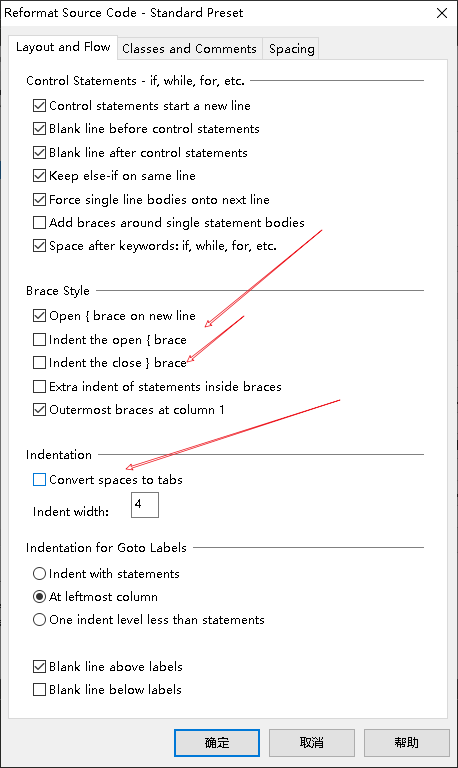 Reformat Source Code - Standard Preset
Layout and Flow
Classes and Comments
Spacing
Control Statements - if, while, for, etc.
Control statements start a new line
Blank line before control statements
Blank line after control statements
Keep else-if on same line
Force single line bodies onto next line
Add braces around single statement bodies
Space after keywords: if, while, for, etc.
Brace Style
Open { brace on new line
Indent the open { brace
Indent the close } brace
Extra indent of statements inside braces
Outermost braces at column 1
Indentation
Convert spaces to tabs
Indent width: 4
Indentation for Goto Labels
Indent with statements
At leftmost column
One indent level less than statements
Blank line above labels
Blank line below labels
确定
取消
帮助